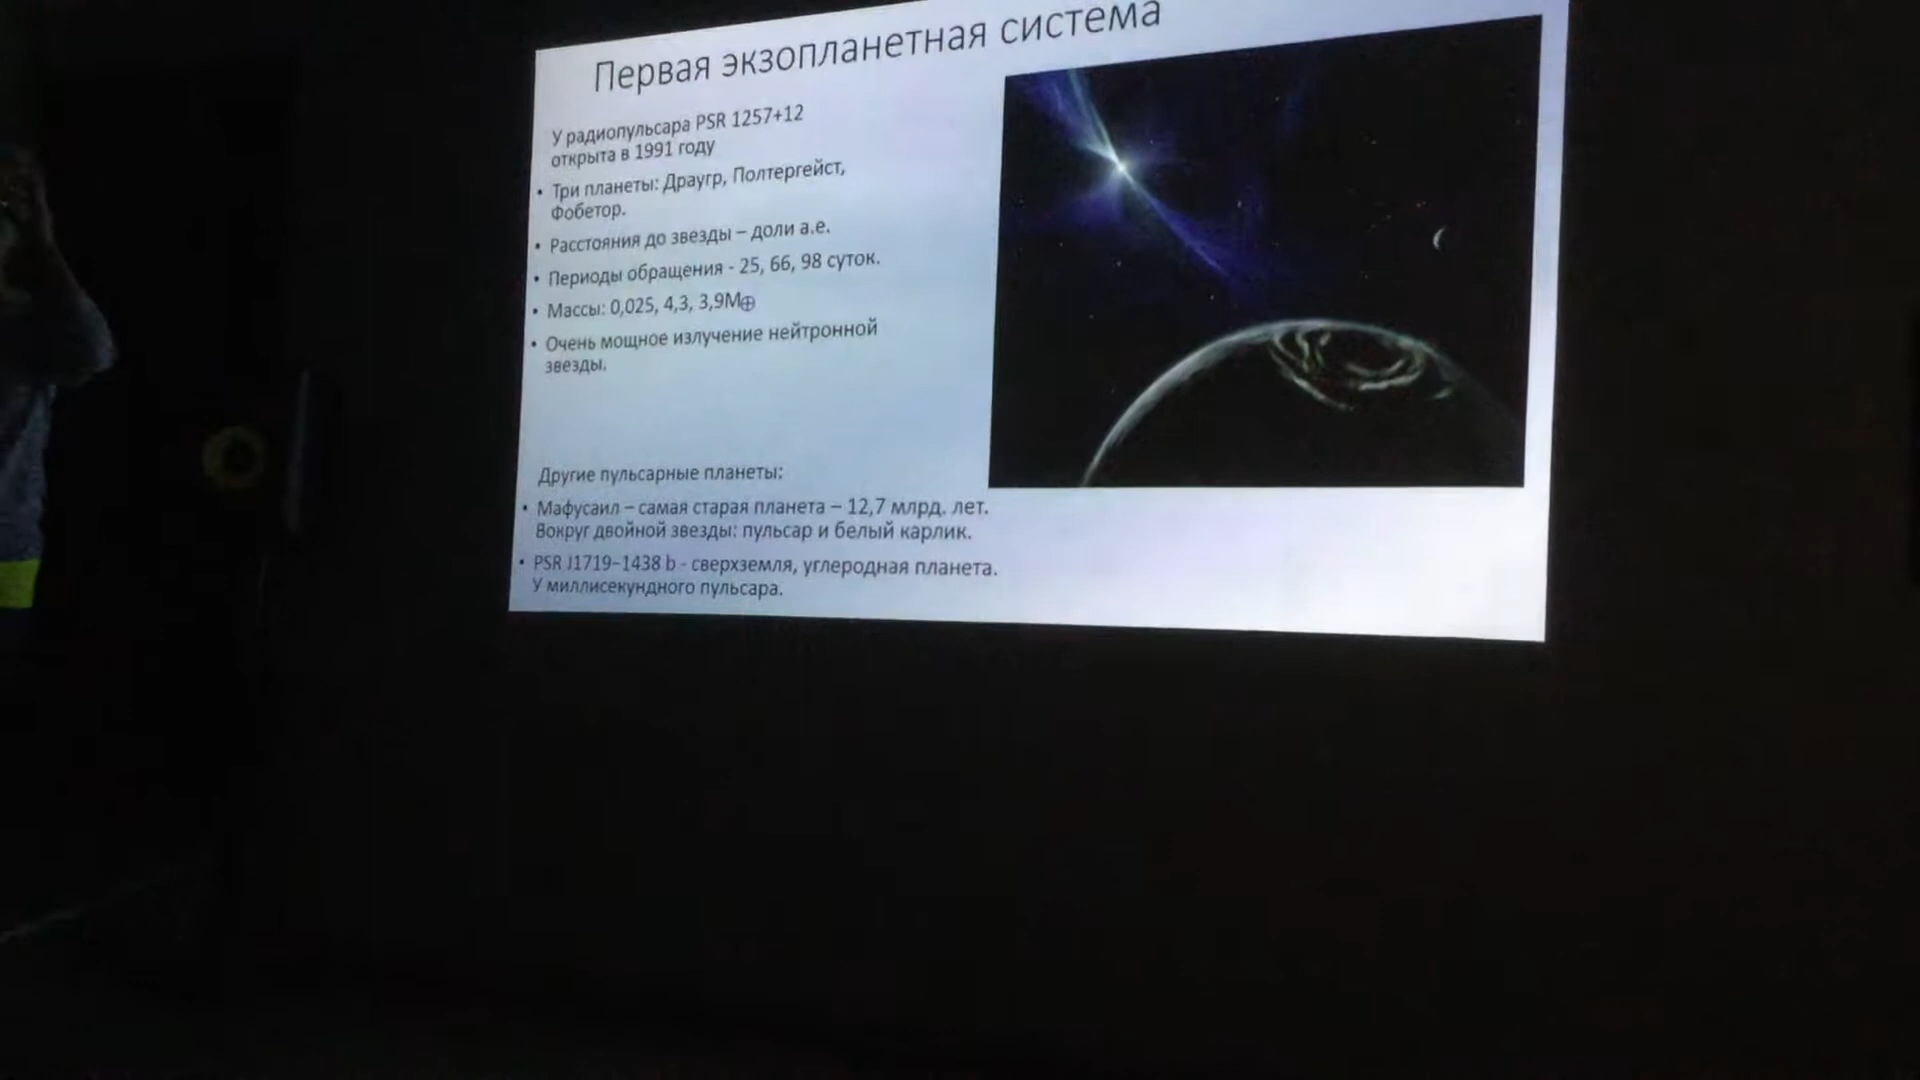 Первая экзопланетная система
У радиопульсара PSR 1257+12
открыта в 1991 году
• Три планеты: Драугр, Полтергейст,
Фобетор.
• Расстояния до звезды – доли а.е.
• Периоды обращения - 25, 66, 98 суток.
• Массы: 0,025, 4,3, 3,9M⊕
• Очень мощное излучение нейтронной
звезды.
Другие пульсарные планеты:
• Мафусаил – самая старая планета – 12,7 млрд. лет.
Вокруг двойной звезды: пульсар и белый карлик.
• PSR J1719−1438 b - сверхземля, углеродная планета.
У миллисекундного пульсара.